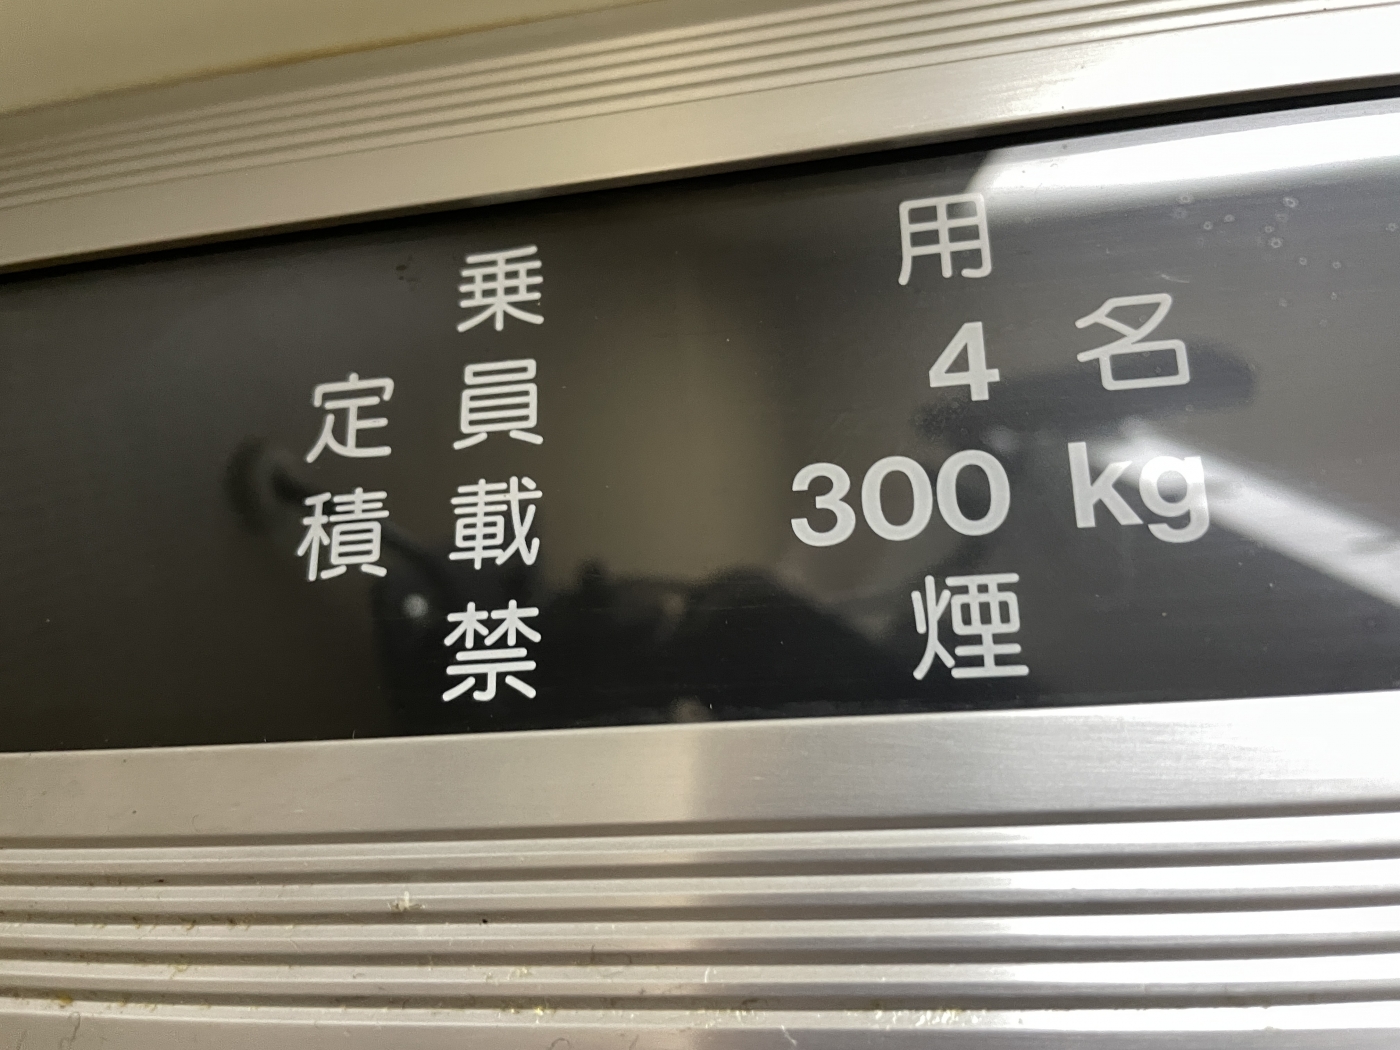 乗 用
定 員 4 名
積 載 300 kg
禁 煙